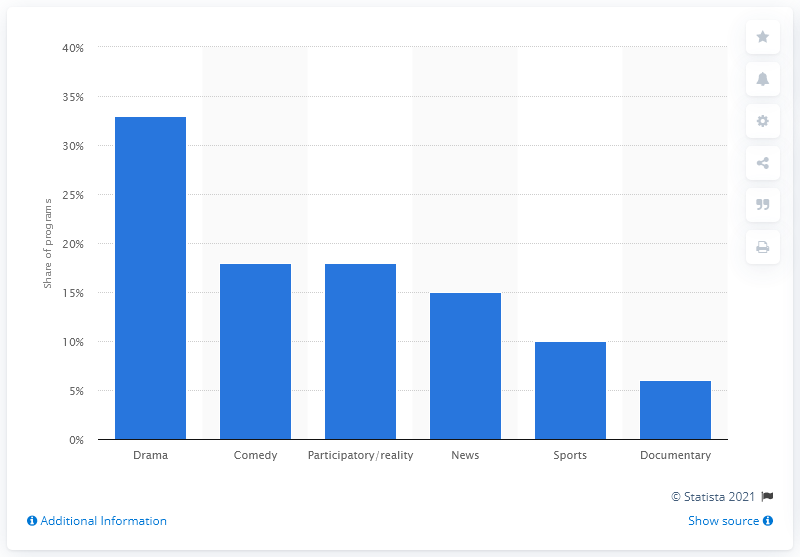 40%
35%
30%
25%
20%
15%
10%
5%
0%
Share of programs
Drama Comedy Participatory/reality News Sports Documentary
© Statista 2021
Additional Information Show source